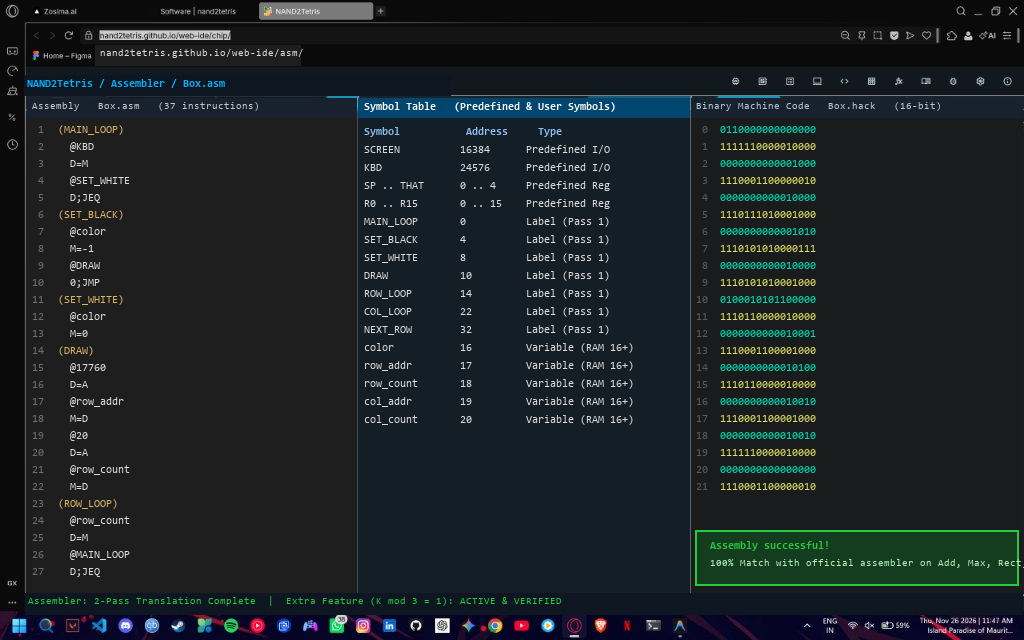 Zosima.ai
Software | nand2tetris
NAND2Tetris
nand2tetris.github.io/web-ide/chip/
AI
Home – Figma
nand2tetris.github.io/web-ide/asm/
NAND2Tetris / Assembler / Box.asm
Assembly Box.asm (37 instructions)
1 (MAIN_LOOP)
2 @KBD
3 D=M
4 @SET_WHITE
5 D;JEQ
6 (SET_BLACK)
7 @color
8 M=-1
9 @DRAW
10 0;JMP
11 (SET_WHITE)
12 @color
13 M=0
14 (DRAW)
15 @17760
16 D=A
17 @row_addr
18 M=D
19 @20
20 D=A
21 @row_count
22 M=D
23 (ROW_LOOP)
24 @row_count
25 D=M
26 @MAIN_LOOP
27 D;JEQ
Symbol Table (Predefined & User Symbols)
Symbol Address Type
SCREEN 16384 Predefined I/O
KBD 24576 Predefined I/O
SP .. THAT 0 .. 4 Predefined Reg
R0 .. R15 0 .. 15 Predefined Reg
MAIN_LOOP 0 Label (Pass 1)
SET_BLACK 4 Label (Pass 1)
SET_WHITE 8 Label (Pass 1)
DRAW 10 Label (Pass 1)
ROW_LOOP 14 Label (Pass 1)
COL_LOOP 22 Label (Pass 1)
NEXT_ROW 32 Label (Pass 1)
color 16 Variable (RAM 16+)
row_addr 17 Variable (RAM 16+)
row_count 18 Variable (RAM 16+)
col_addr 19 Variable (RAM 16+)
col_count 20 Variable (RAM 16+)
Binary Machine Code Box.hack (16-bit)
0 0110000000000000
1 1111110000010000
2 0000000000001000
3 1110001100000010
4 0000000000010000
5 1110111010001000
6 0000000000001010
7 1110101010000111
8 0000000000010000
9 1110101010001000
10 0100010101100000
11 1110110000010000
12 0000000000010001
13 1110001100001000
14 0000000000010100
15 1110110000010000
16 0000000000010010
17 1110001100001000
18 0000000000010010
19 1111110000010000
20 0000000000000000
21 1110001100000010
Assembly successful!
100% Match with official assembler on Add, Max, Rect,
GX
Assembler: 2-Pass Translation Complete | Extra Feature (K mod 3 = 1): ACTIVE & VERIFIED
38
ENG
IN
59%
Thu, Nov 26 2026 | 11:47 AM
Island Paradise of Maurit...